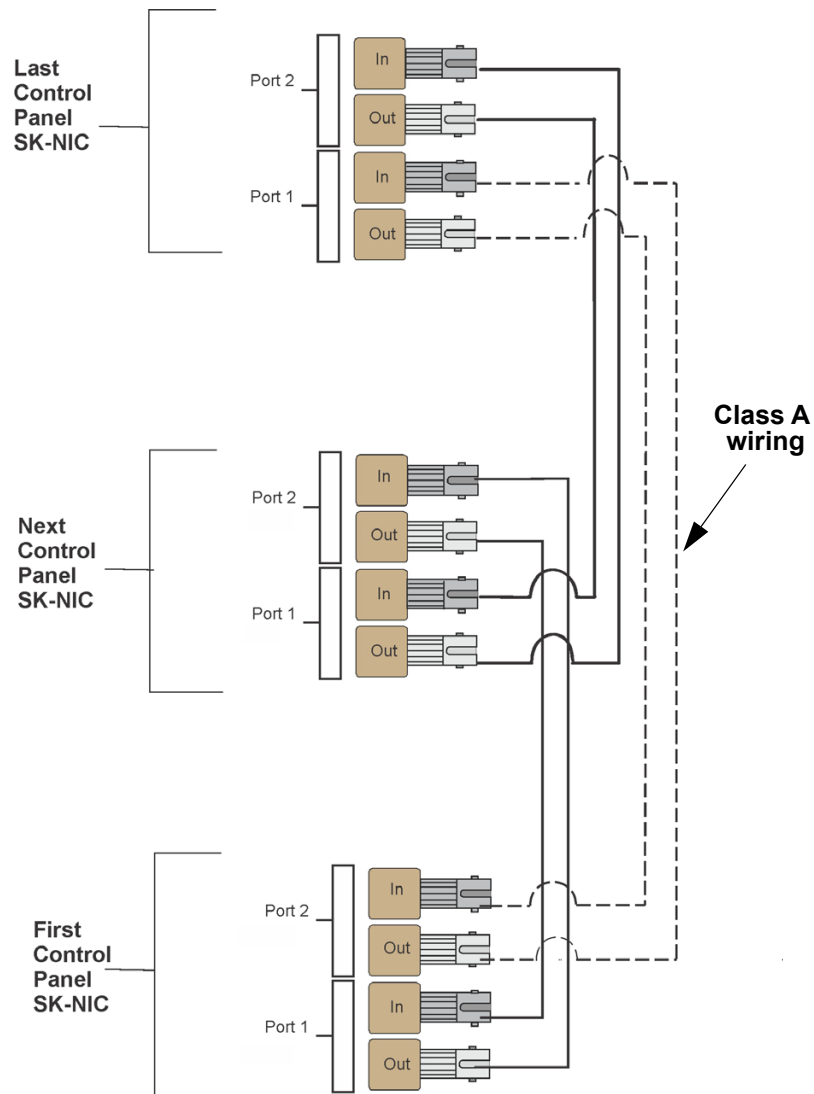 Last
Control
Panel
SK-NIC
Port 2
In
Out
Port 1
In
Out
Class A
wiring
Next
Control
Panel
SK-NIC
Port 2
In
Out
Port 1
In
Out
First
Control
Panel
SK-NIC
Port 2
In
Out
Port 1
In
Out